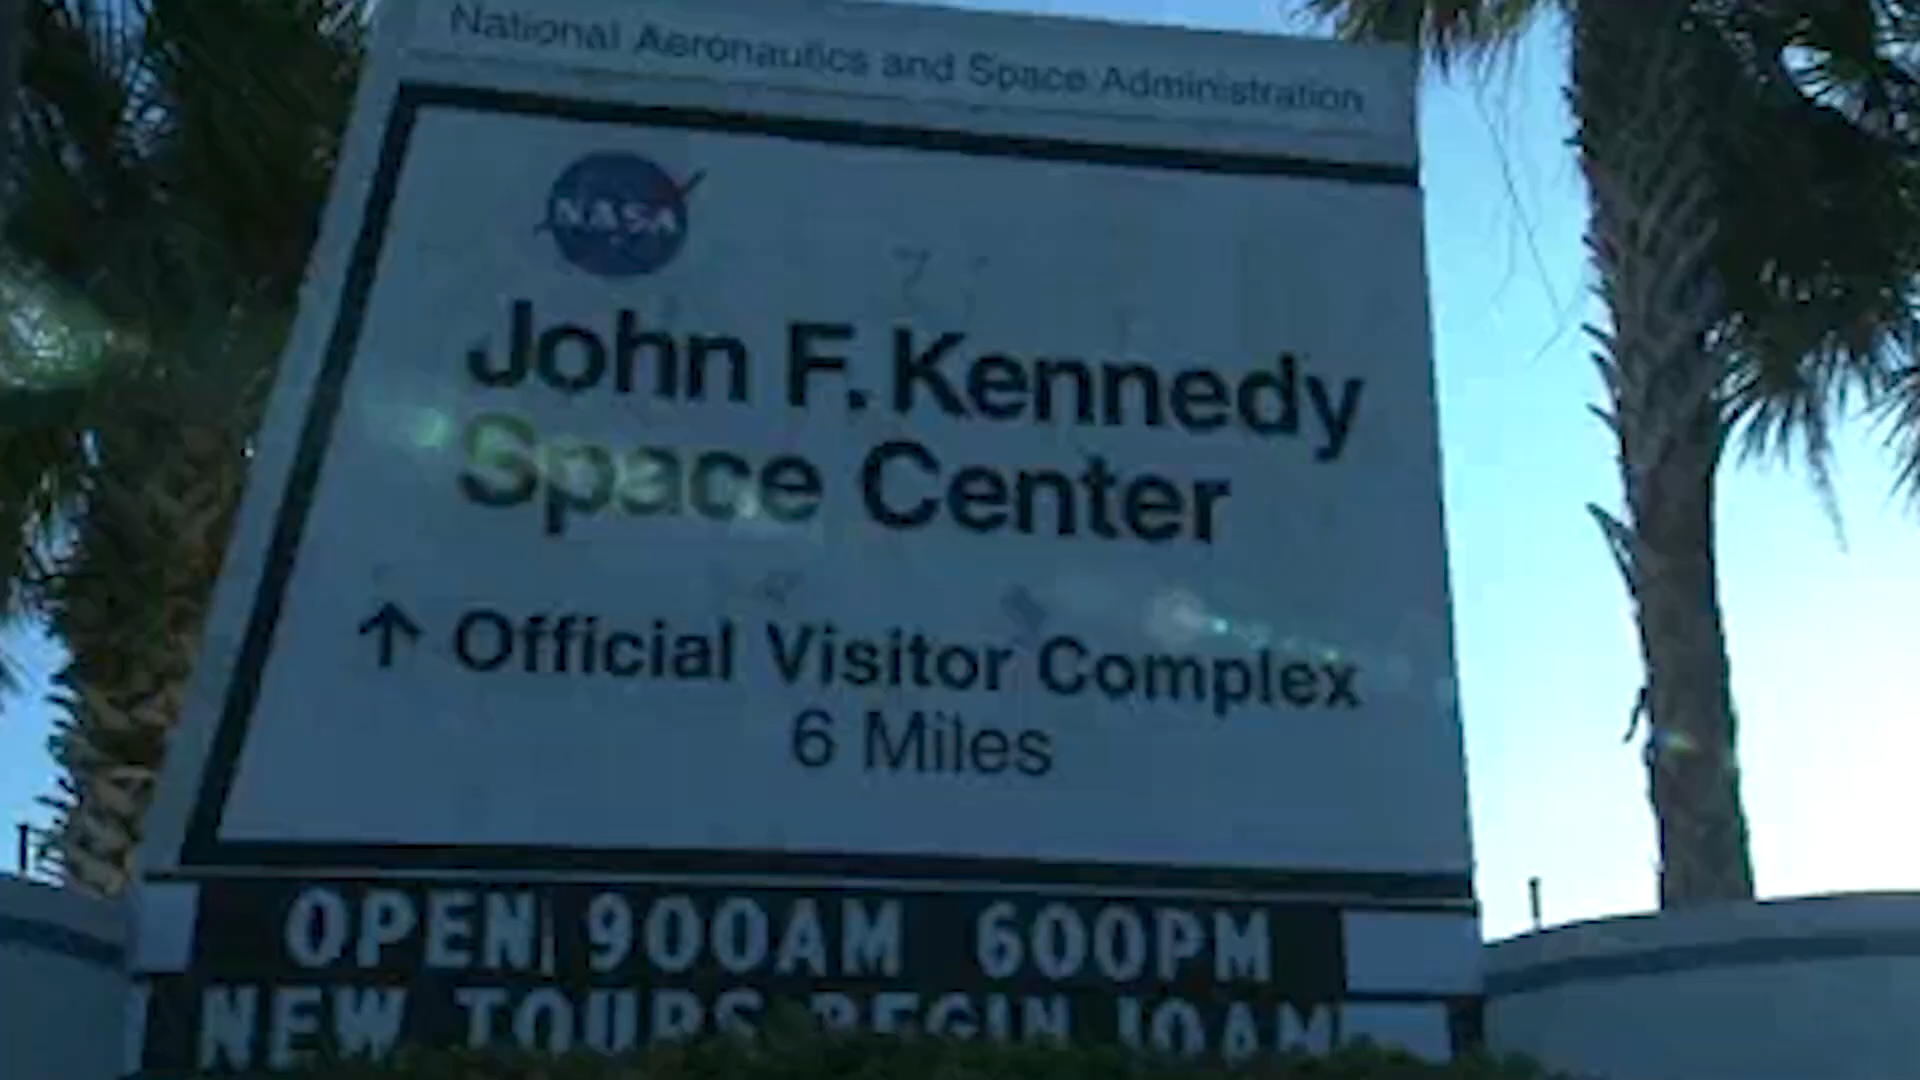 National Aeronautics and Space Administration
NASA
John F. Kennedy
Space Center
↑ Official Visitor Complex
6 Miles
OPEN 900AM 600PM
NEW TOURS BEGIN 10AM